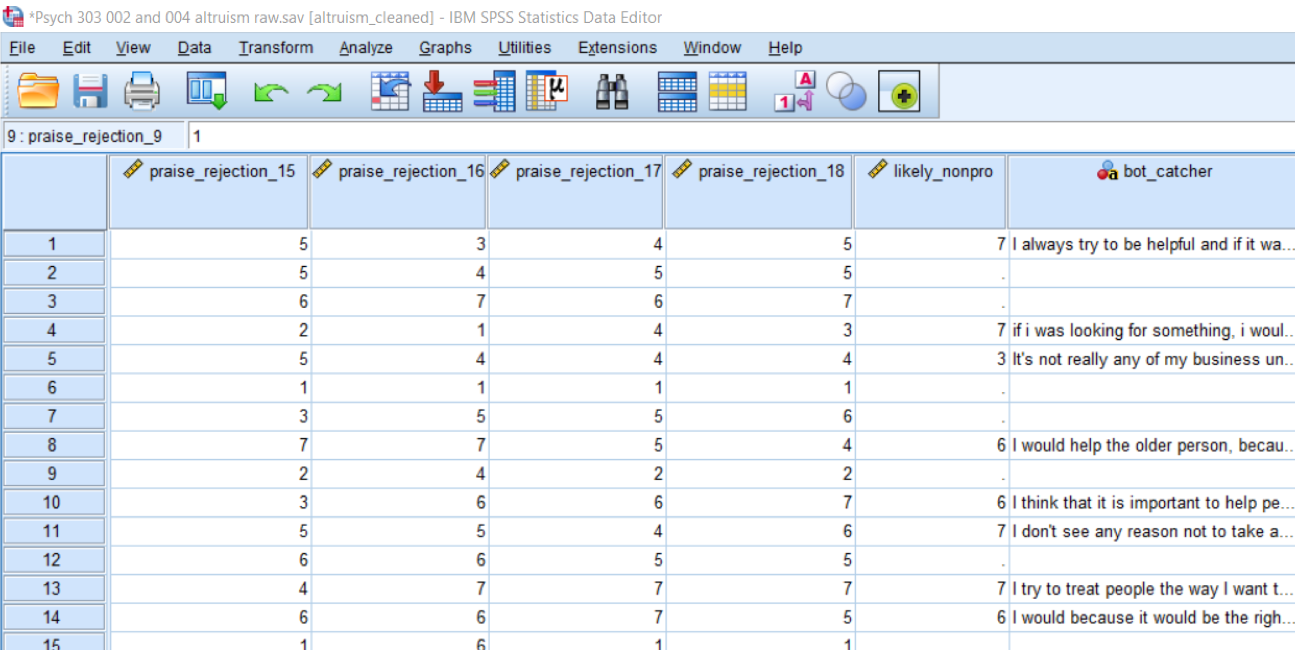 *Psych 303 002 and 004 altruism raw.sav [altruism_cleaned] - IBM SPSS Statistics Data Editor
File Edit View Data Transform Analyze Graphs Utilities Extensions Window Help
μ A 1
9 : praise_rejection_9 1
praise_rejection_15 praise_rejection_16 praise_rejection_17 praise_rejection_18 likely_nonpro a bot_catcher
1 5 3 4 5 7 I always try to be helpful and if it wa...
2 5 4 5 5 .
3 6 7 6 7 .
4 2 1 4 3 7 if i was looking for something, i woul...
5 5 4 4 4 3 It's not really any of my business un...
6 1 1 1 1 .
7 3 5 5 6 .
8 7 7 5 4 6 I would help the older person, becau...
9 2 4 2 2 .
10 3 6 6 7 6 I think that it is important to help pe...
11 5 5 4 6 7 I don't see any reason not to take a...
12 6 6 5 5 .
13 4 7 7 7 7 I try to treat people the way I want t...
14 6 6 7 5 6 I would because it would be the righ...
15 1 6 1 1